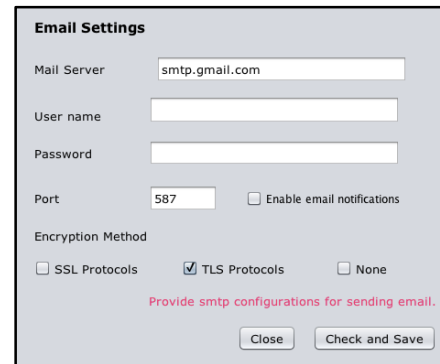 Email Settings
Mail Server smtp.gmail.com
User name
Password
Port 587 Enable email notifications
Encryption Method
SSL Protocols TLS Protocols None
Provide smtp configurations for sending email.
Close Check and Save